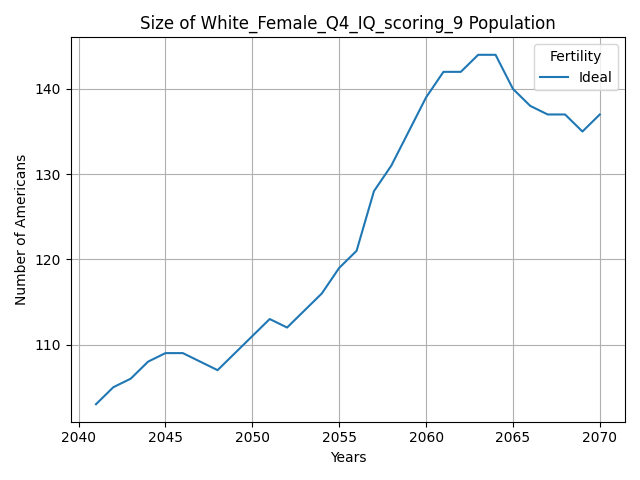 Size of White_Female_Q4_IQ_scoring_9 Population
Fertility
Ideal
Number of Americans
140
130
120
110
2040 2045 2050 2055 2060 2065 2070
Years